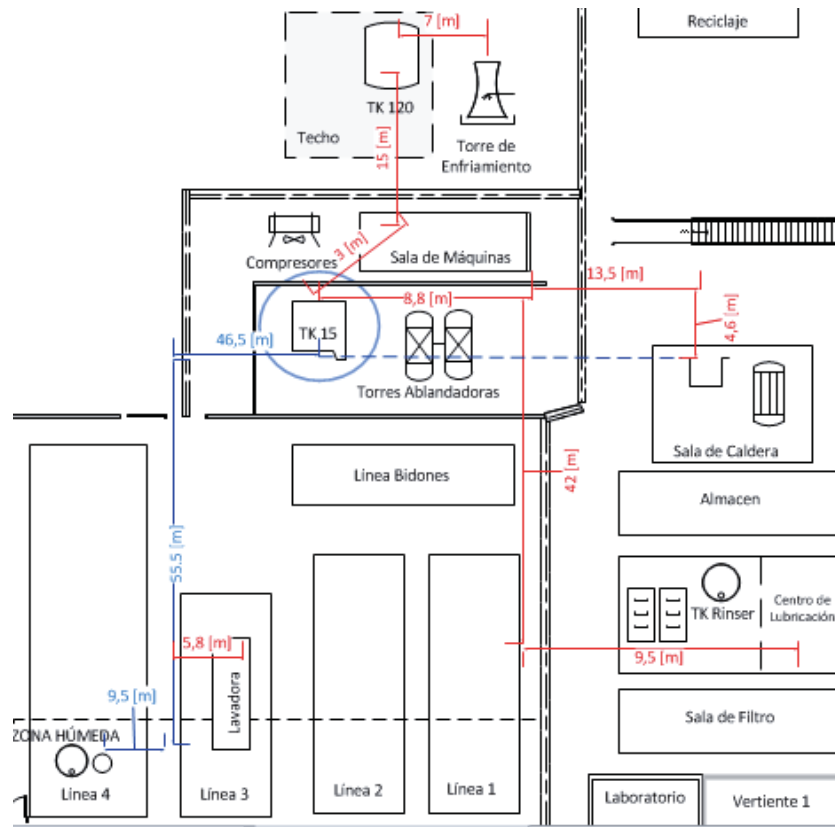 7 [m]
Reciclaje
TK 120
Techo
15 [m]
Torre de
Enfriamiento
Compresores
3 [m]
Sala de Máquinas
13,5 [m]
8,8 [m]
4,6 [m]
46,5 [m]
TK 15
Torres Ablandadoras
Sala de Caldera
Linea Bidones
42 [m]
Almacen
55.5 [m]
TK Rinser
Centro de
Lubricación
5,8 [m]
9,5 [m]
Lavadora
9,5 [m]
ZONA HÚMEDA
Sala de Filtro
Linea 4
Línea 3
Línea 2
Línea 1
Laboratorio
Vertiente 1